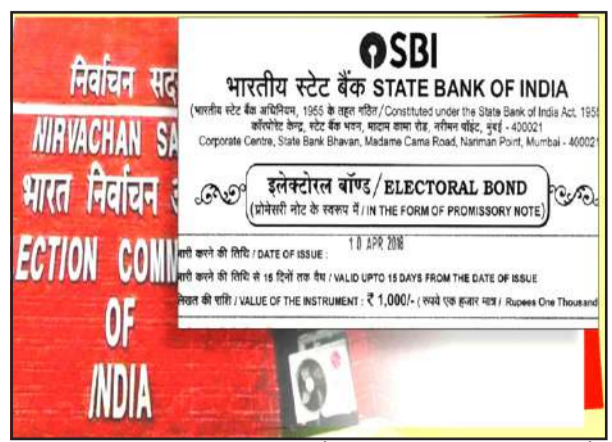 निर्वाचन सद
NIRVACHAN SA
भारत निर्वाचन
ECTION COMM
OF
INDIA
SBI
भारतीय स्टेट बैंक STATE BANK OF INDIA
(भारतीय स्टेट बैंक अधिनियम, 1955 के तहत गठित/Constituted under the State Bank of India Act, 195
कॉरपोरेट केन्द्र, स्टेट बैंक भवन, मादाम कामा रोड, नरीमन पॉइंट, मुंबई - 400021
Corporate Centre, State Bank Bhavan, Madame Cama Road, Nariman Point, Mumbai - 400021
इलेक्टोरल बॉण्ड/ELECTORAL BOND
(प्रोमेसरी नोट के स्वरूप में/IN THE FORM OF PROMISSORY NOTE)
10 APR 2018
जारी करने की तिथि/DATE OF ISSUE :
जारी करने की तिथि से 15 दिनों तक वैध/VALID UPTO 15 DAYS FROM THE DATE OF ISSUE
लिखत की राशि/VALUE OF THE INSTRUMENT : ₹ 1,000/- (रूपये एक हजार मात्र/ Rupees One Thousand